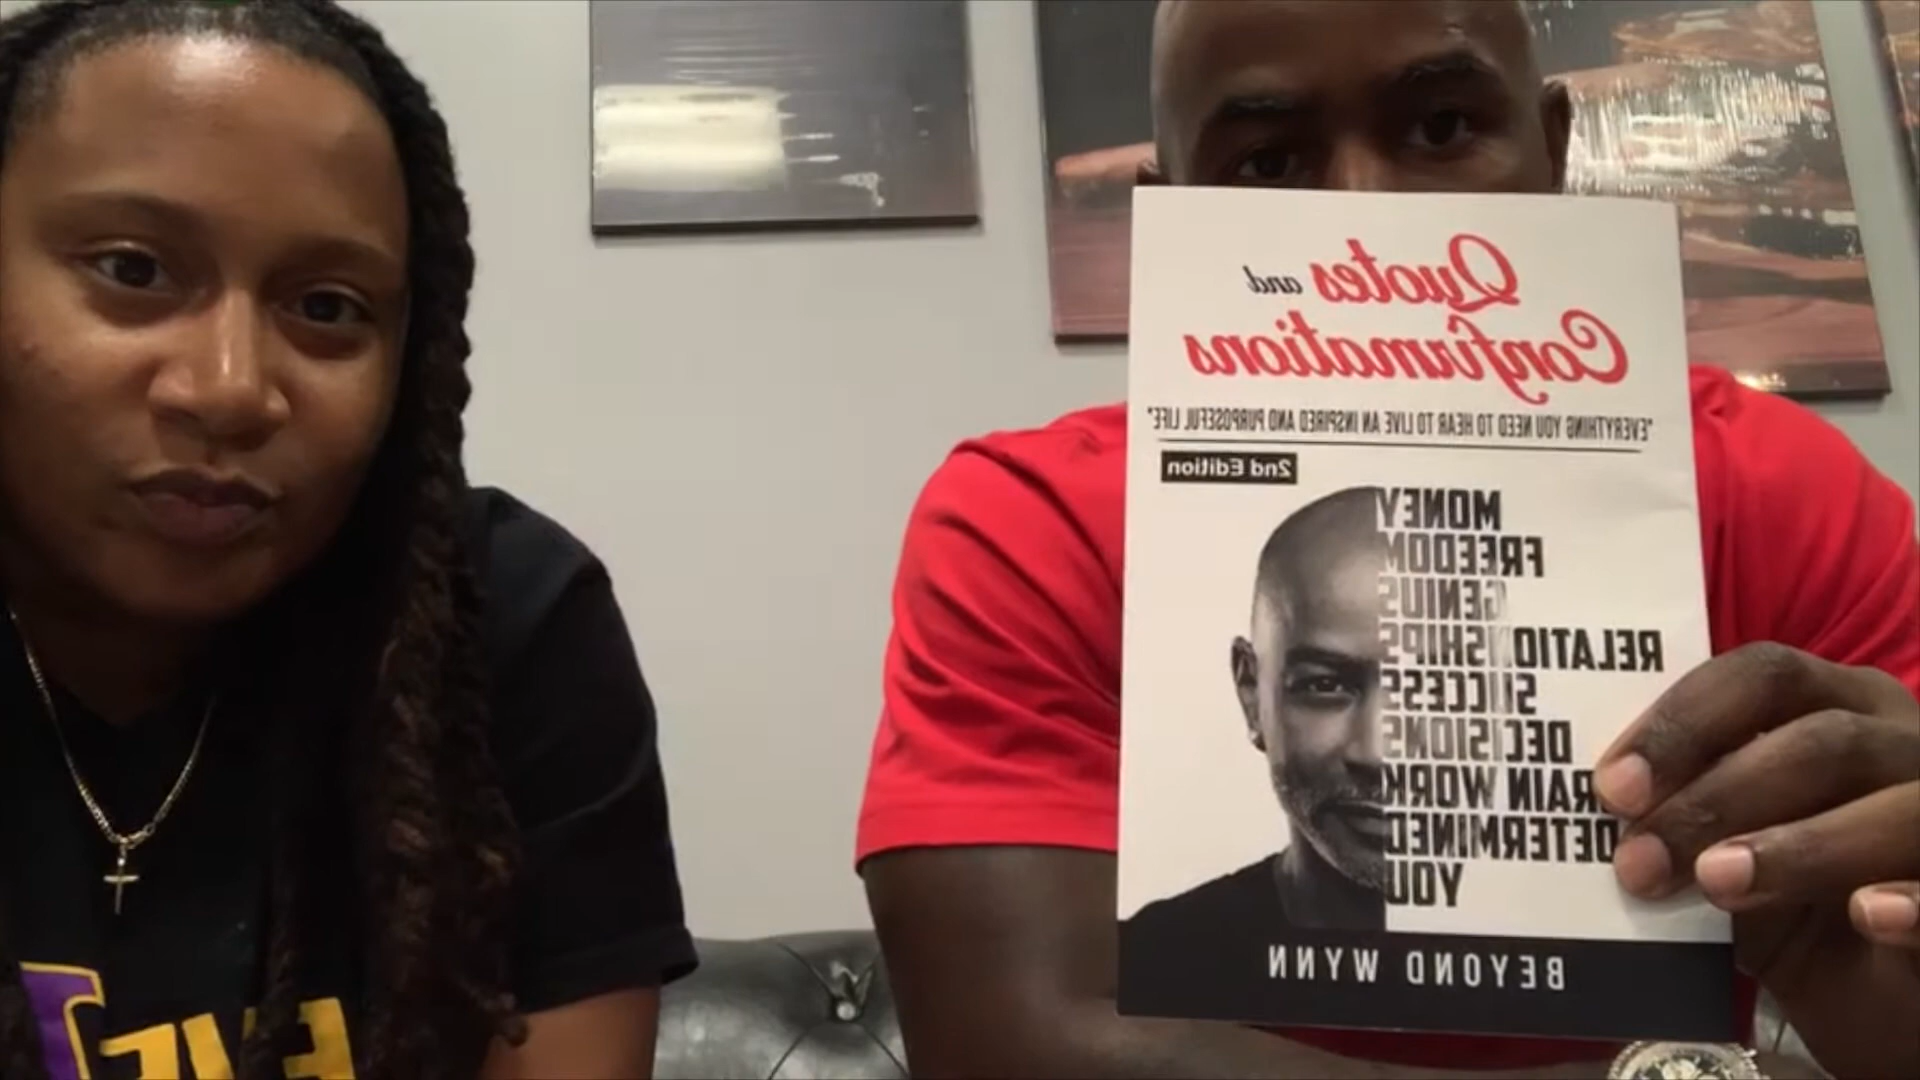 Quotes and
Confirmations
"EVERYTHING YOU NEED TO HEAR TO LIVE AN INSPIRED AND PURPOSEFUL LIFE"
2nd Edition
MONEY
FREEDOM
GENIUS
RELATIONSHIPS
SUCCESS
DECISIONS
RAIN WORK
DETERMINED
YOU
BEYOND WYNN